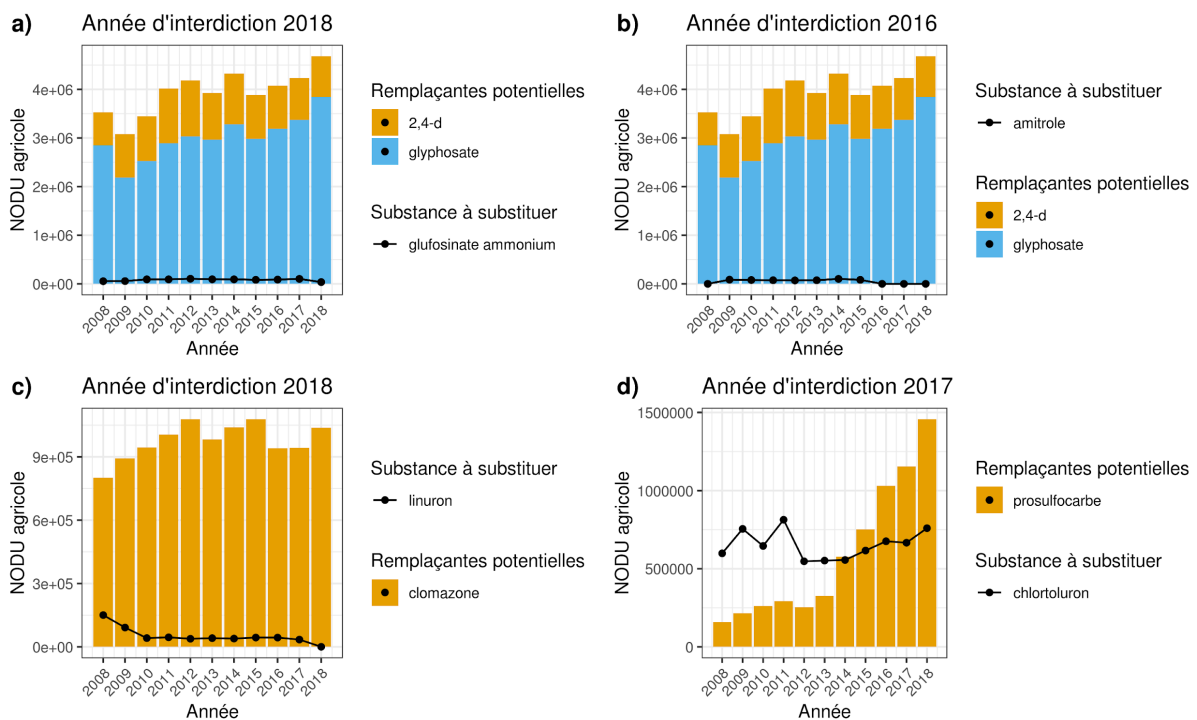 a)
Année d'interdiction 2018
4e+06
3e+06
2e+06
1e+06
0e+00
NODU agricole
2008
2009
2010
2011
2012
2013
2014
2015
2016
2017
2018
Année
Remplaçantes potentielles
2,4-d
glyphosate
Substance à substituer
glufosinate ammonium
b)
Année d'interdiction 2016
4e+06
3e+06
2e+06
1e+06
0e+00
NODU agricole
2008
2009
2010
2011
2012
2013
2014
2015
2016
2017
2018
Année
Substance à substituer
amitrole
Remplaçantes potentielles
2,4-d
glyphosate
c)
Année d'interdiction 2018
9e+05
6e+05
3e+05
0e+00
NODU agricole
2008
2009
2010
2011
2012
2013
2014
2015
2016
2017
2018
Année
Substance à substituer
linuron
Remplaçantes potentielles
clomazone
d)
Année d'interdiction 2017
1500000
1000000
500000
0
NODU agricole
2008
2009
2010
2011
2012
2013
2014
2015
2016
2017
2018
Année
Remplaçantes potentielles
prosulfocarbe
Substance à substituer
chlortoluron